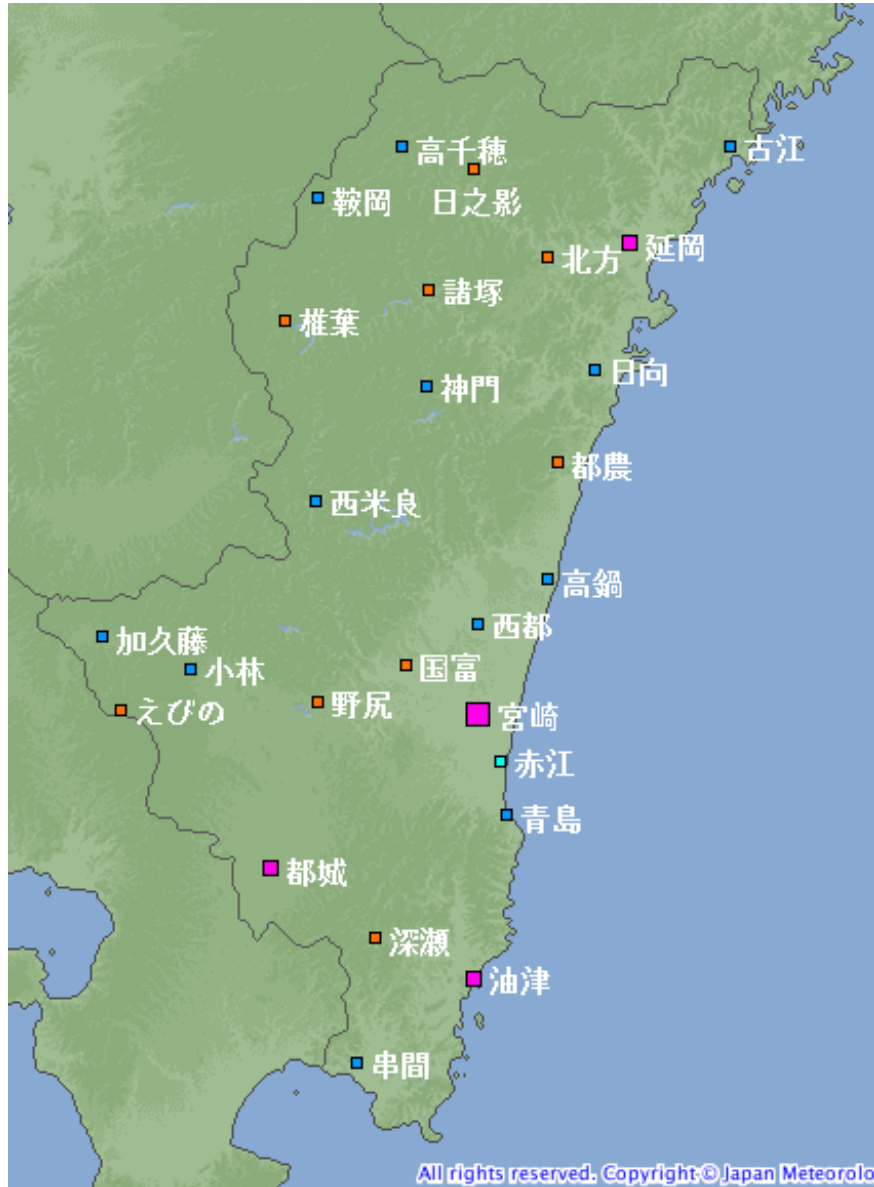 高千穂
古江
日之影
鞍岡
延岡
北方
諸塚
椎葉
日向
神門
都農
西米良
高鍋
西都
加久藤
国富
小林
野尻
えびの
宮崎
赤江
青島
都城
深瀬
油津
串間
All rights reserved. Copyright © Japan Meteorolo